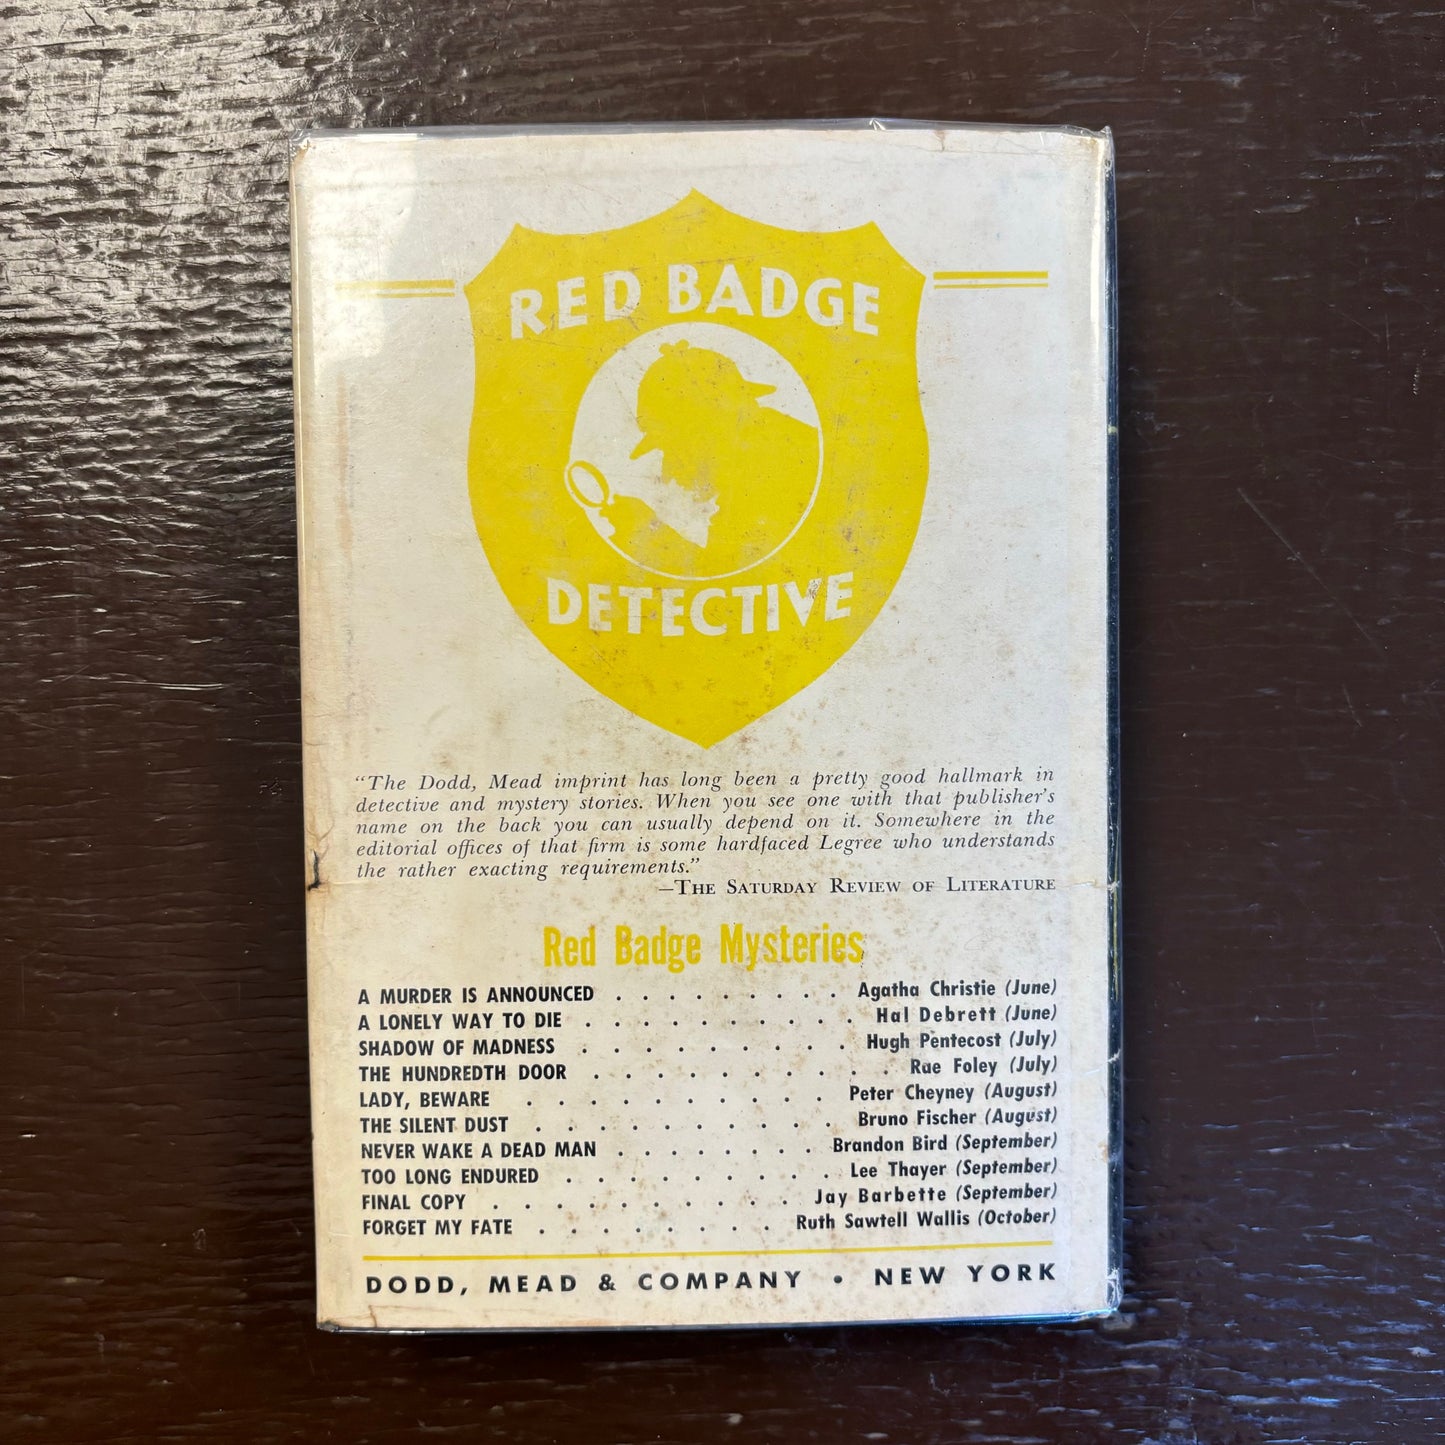 RED BADGE
DETECTIVE
"The Dodd, Mead imprint has long been a pretty good hallmark in
detective and mystery stories. When you see one with that publisher's
name on the back you can usually depend on it. Somewhere in the
editorial offices of that firm is some hardfaced Legree who understands
the rather exacting requirements."
—THE SATURDAY REVIEW OF LITERATURE
Red Badge Mysteries
A MURDER IS ANNOUNCED . . . . . . . . . Agatha Christie (June)
A LONELY WAY TO DIE . . . . . . . . . . . Hal Debrett (June)
SHADOW OF MADNESS . . . . . . . . . . Hugh Pentecost (July)
THE HUNDREDTH DOOR . . . . . . . . . . . Rae Foley (July)
LADY, BEWARE . . . . . . . . . . . Peter Cheyney (August)
THE SILENT DUST . . . . . . . . . . . Bruno Fischer (August)
NEVER WAKE A DEAD MAN . . . . . . . . Brandon Bird (September)
TOO LONG ENDURED . . . . . . . . . . Lee Thayer (September)
FINAL COPY . . . . . . . . . . . Jay Barbette (September)
FORGET MY FATE . . . . . . . . . Ruth Sawtell Wallis (October)
DODD, MEAD & COMPANY • NEW YORK